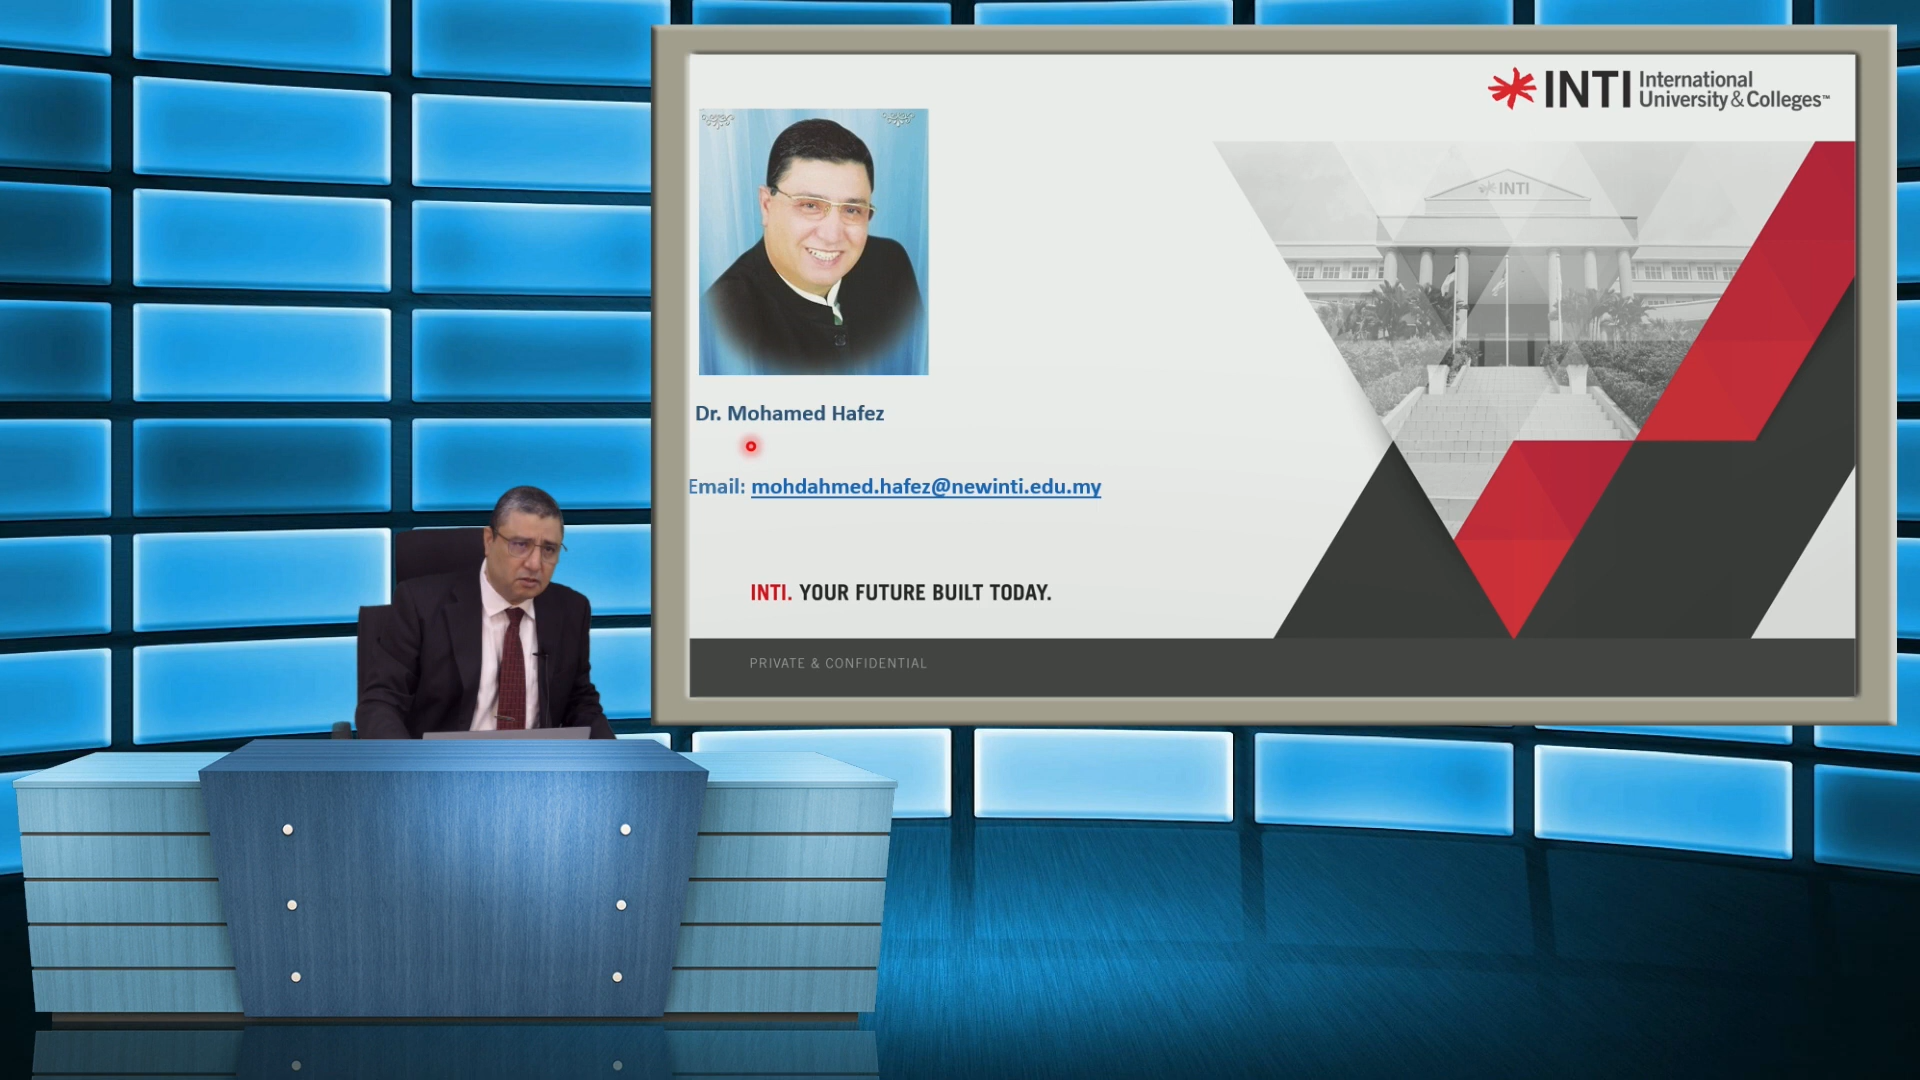 INTI International
University & Colleges™
INTI
Dr. Mohamed Hafez
Email: mohdahmed.hafez@newinti.edu.my
INTI. YOUR FUTURE BUILT TODAY.
PRIVATE & CONFIDENTIAL